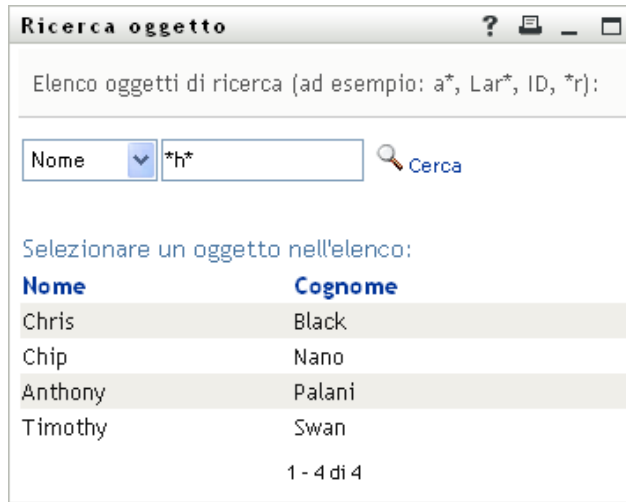 Ricerca oggetto ?
Elenco oggetti di ricerca (ad esempio: a*, Lar*, ID, *r):
Nome *h* Cerca
Selezionare un oggetto nell'elenco:
Nome Cognome
Chris Black
Chip Nano
Anthony Palani
Timothy Swan
1 - 4 di 4